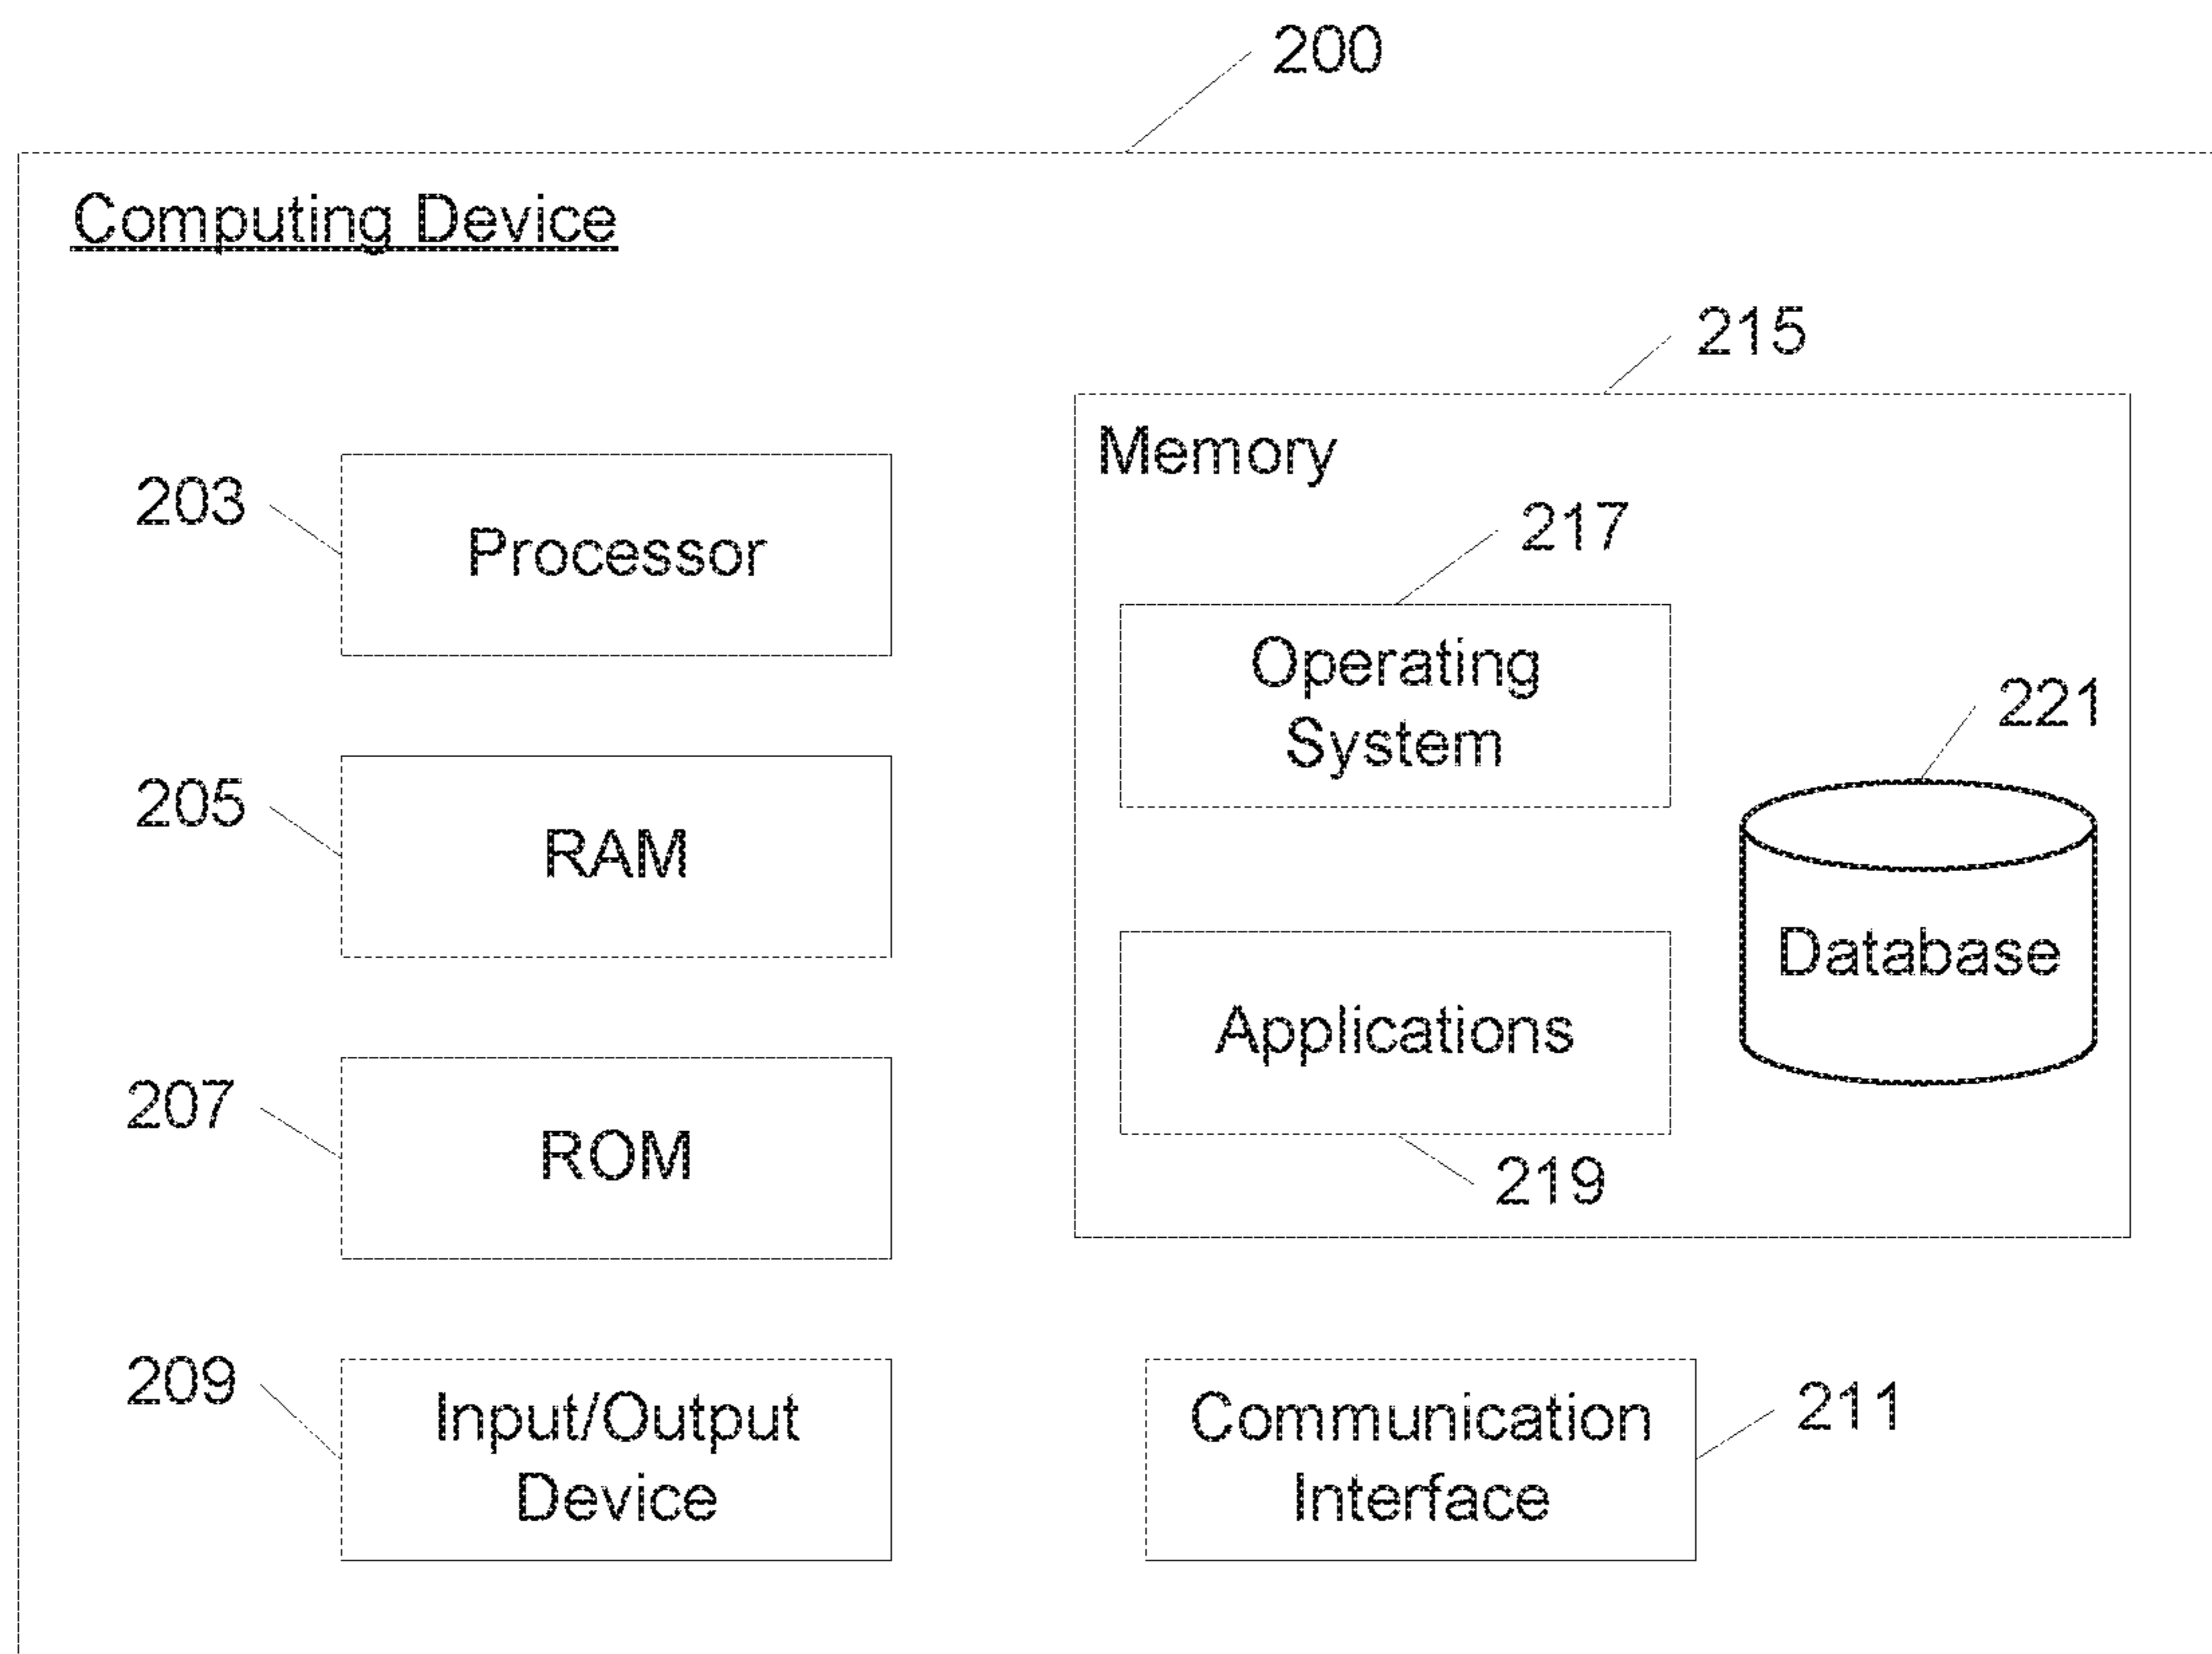 200
Computing Device
215
Memory
203
Processor
217
Operating
System
221
205
RAM
Database
Applications
207
ROM
219
209
Input/Output
Device
Communication
Interface
211